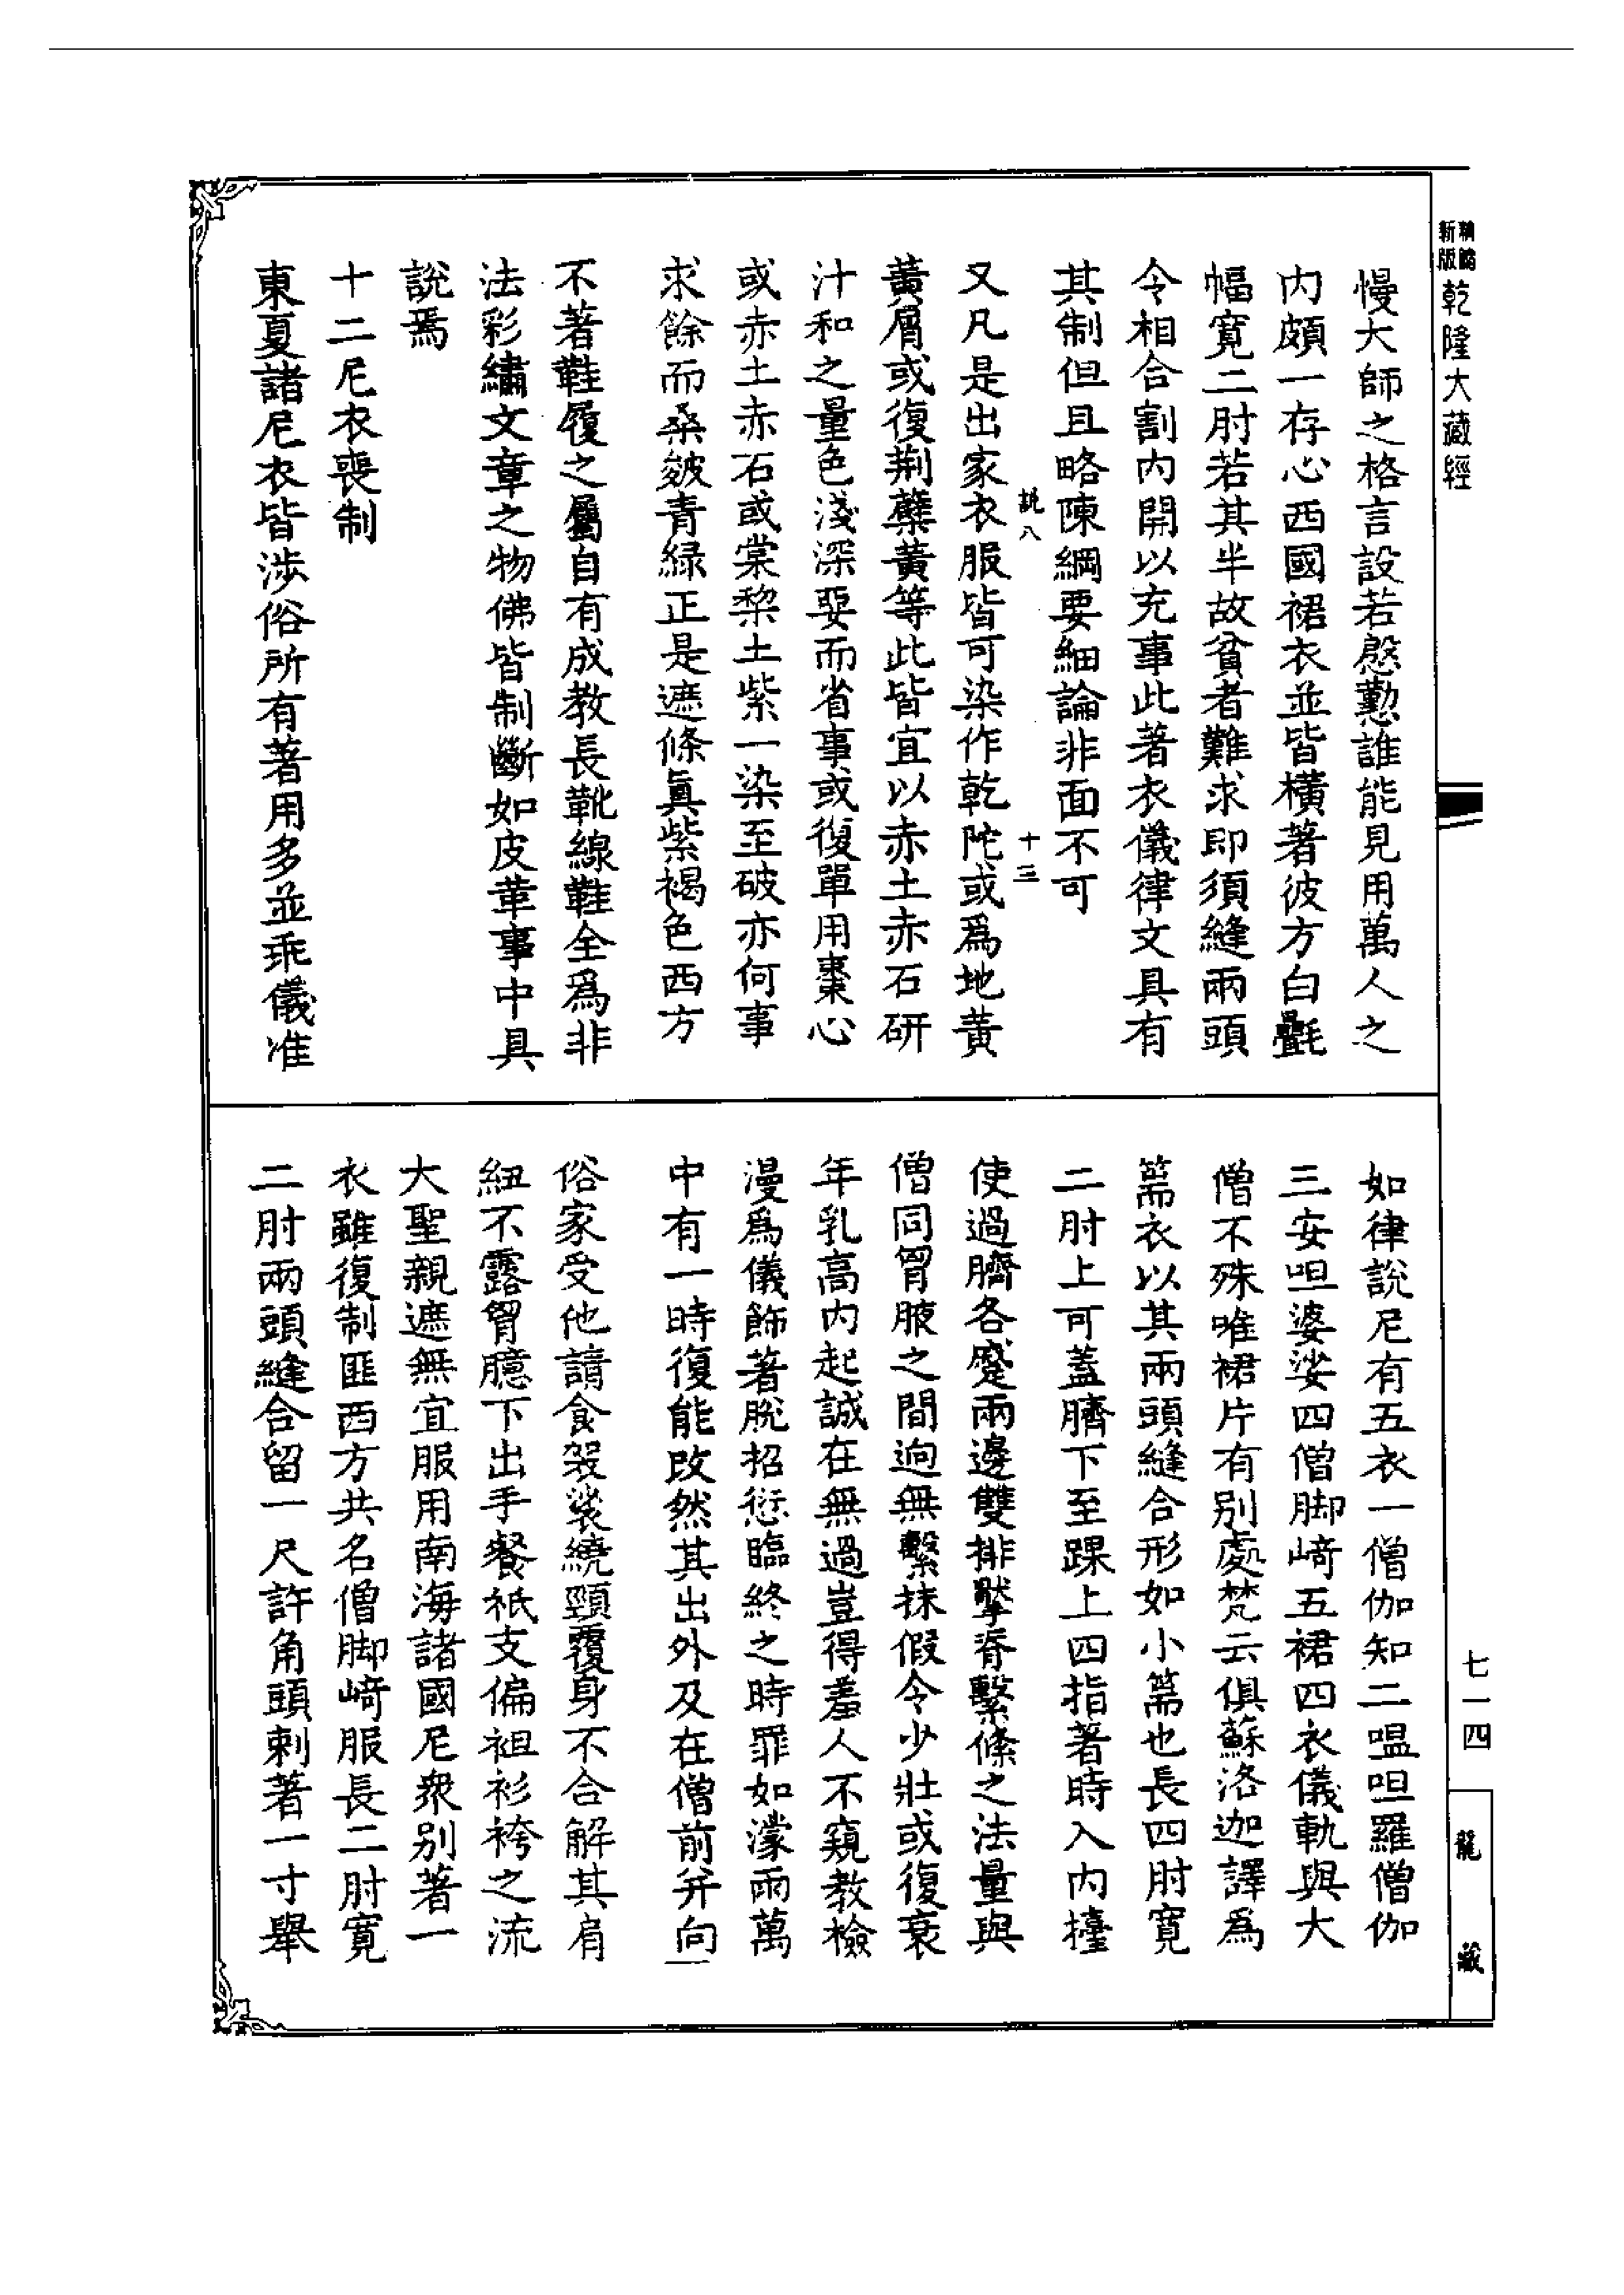 精編
新版
乾隆大藏經
慢大師之格言設若慇懃誰能見用萬人之
內頗一存心西國裙衣並皆橫著彼方白㲲
幅寬二肘若其半故貧者難求即須縫兩頭
令相合割內開以充事此著衣儀律文具有
其制但且略陳綱要細論非面不可
八
十三
又凡是出家衣服皆可染作乾陀或為地黃
黃屑或復荊蘗黃等此皆宜以赤土赤石研
汁和之量色淺深要而省事或復單用棗心
或赤土赤石或棠棃土紫一染至破亦何事
求餘而桑皴青緑正是遮條眞紫褐色西方
不著鞋履之屬自有成教長靴線鞋全為非
法彩繡文章之物佛皆制斷如皮革事中具
說焉
十二尼衣喪制
東夏諸尼衣皆涉俗所有著用多並乖儀准
如律說尼有五衣一僧伽知二嗢呾羅僧伽
三安呾婆娑四僧脚崎五裙四衣儀軌與大
僧不殊唯裙片有別處梵云俱蘇洛迦譯為
篅衣以其兩頭縫合形如小篅也長四肘寬
二肘上可蓋臍下至踝上四指著時入內擡
使過臍各蹙兩邊雙排擪脊繫絛之法量與
僧同胷腋之間逈無繫抹假令少壯或復衰
年乳高內起誠在無過豈得羞人不窺教檢
漫為儀飾著脫招愆臨終之時罪如濛雨萬
中有一時復能改然其出外及在僧前并向
俗家受他請食袈裟繞頸覆身不合解其肩
紐不露胷臆下出手餐祇支偏袒衫袴之流
大聖親遮無宜服用南海諸國尼衆別著一
衣雖復制匪西方共名僧脚崎服長二肘寬
二肘兩頭縫合留一尺許角頭刺著一寸舉
七一四
龍
藏